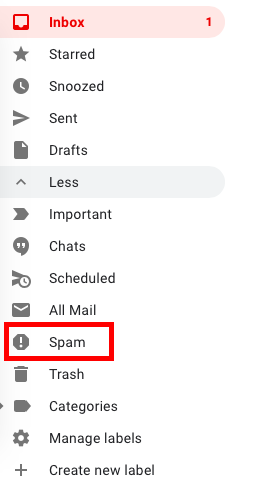 Inbox 1
Starred
Snoozed
Sent
Drafts
Less
Important
Chats
Scheduled
All Mail
Spam
Trash
Categories
Manage labels
Create new label